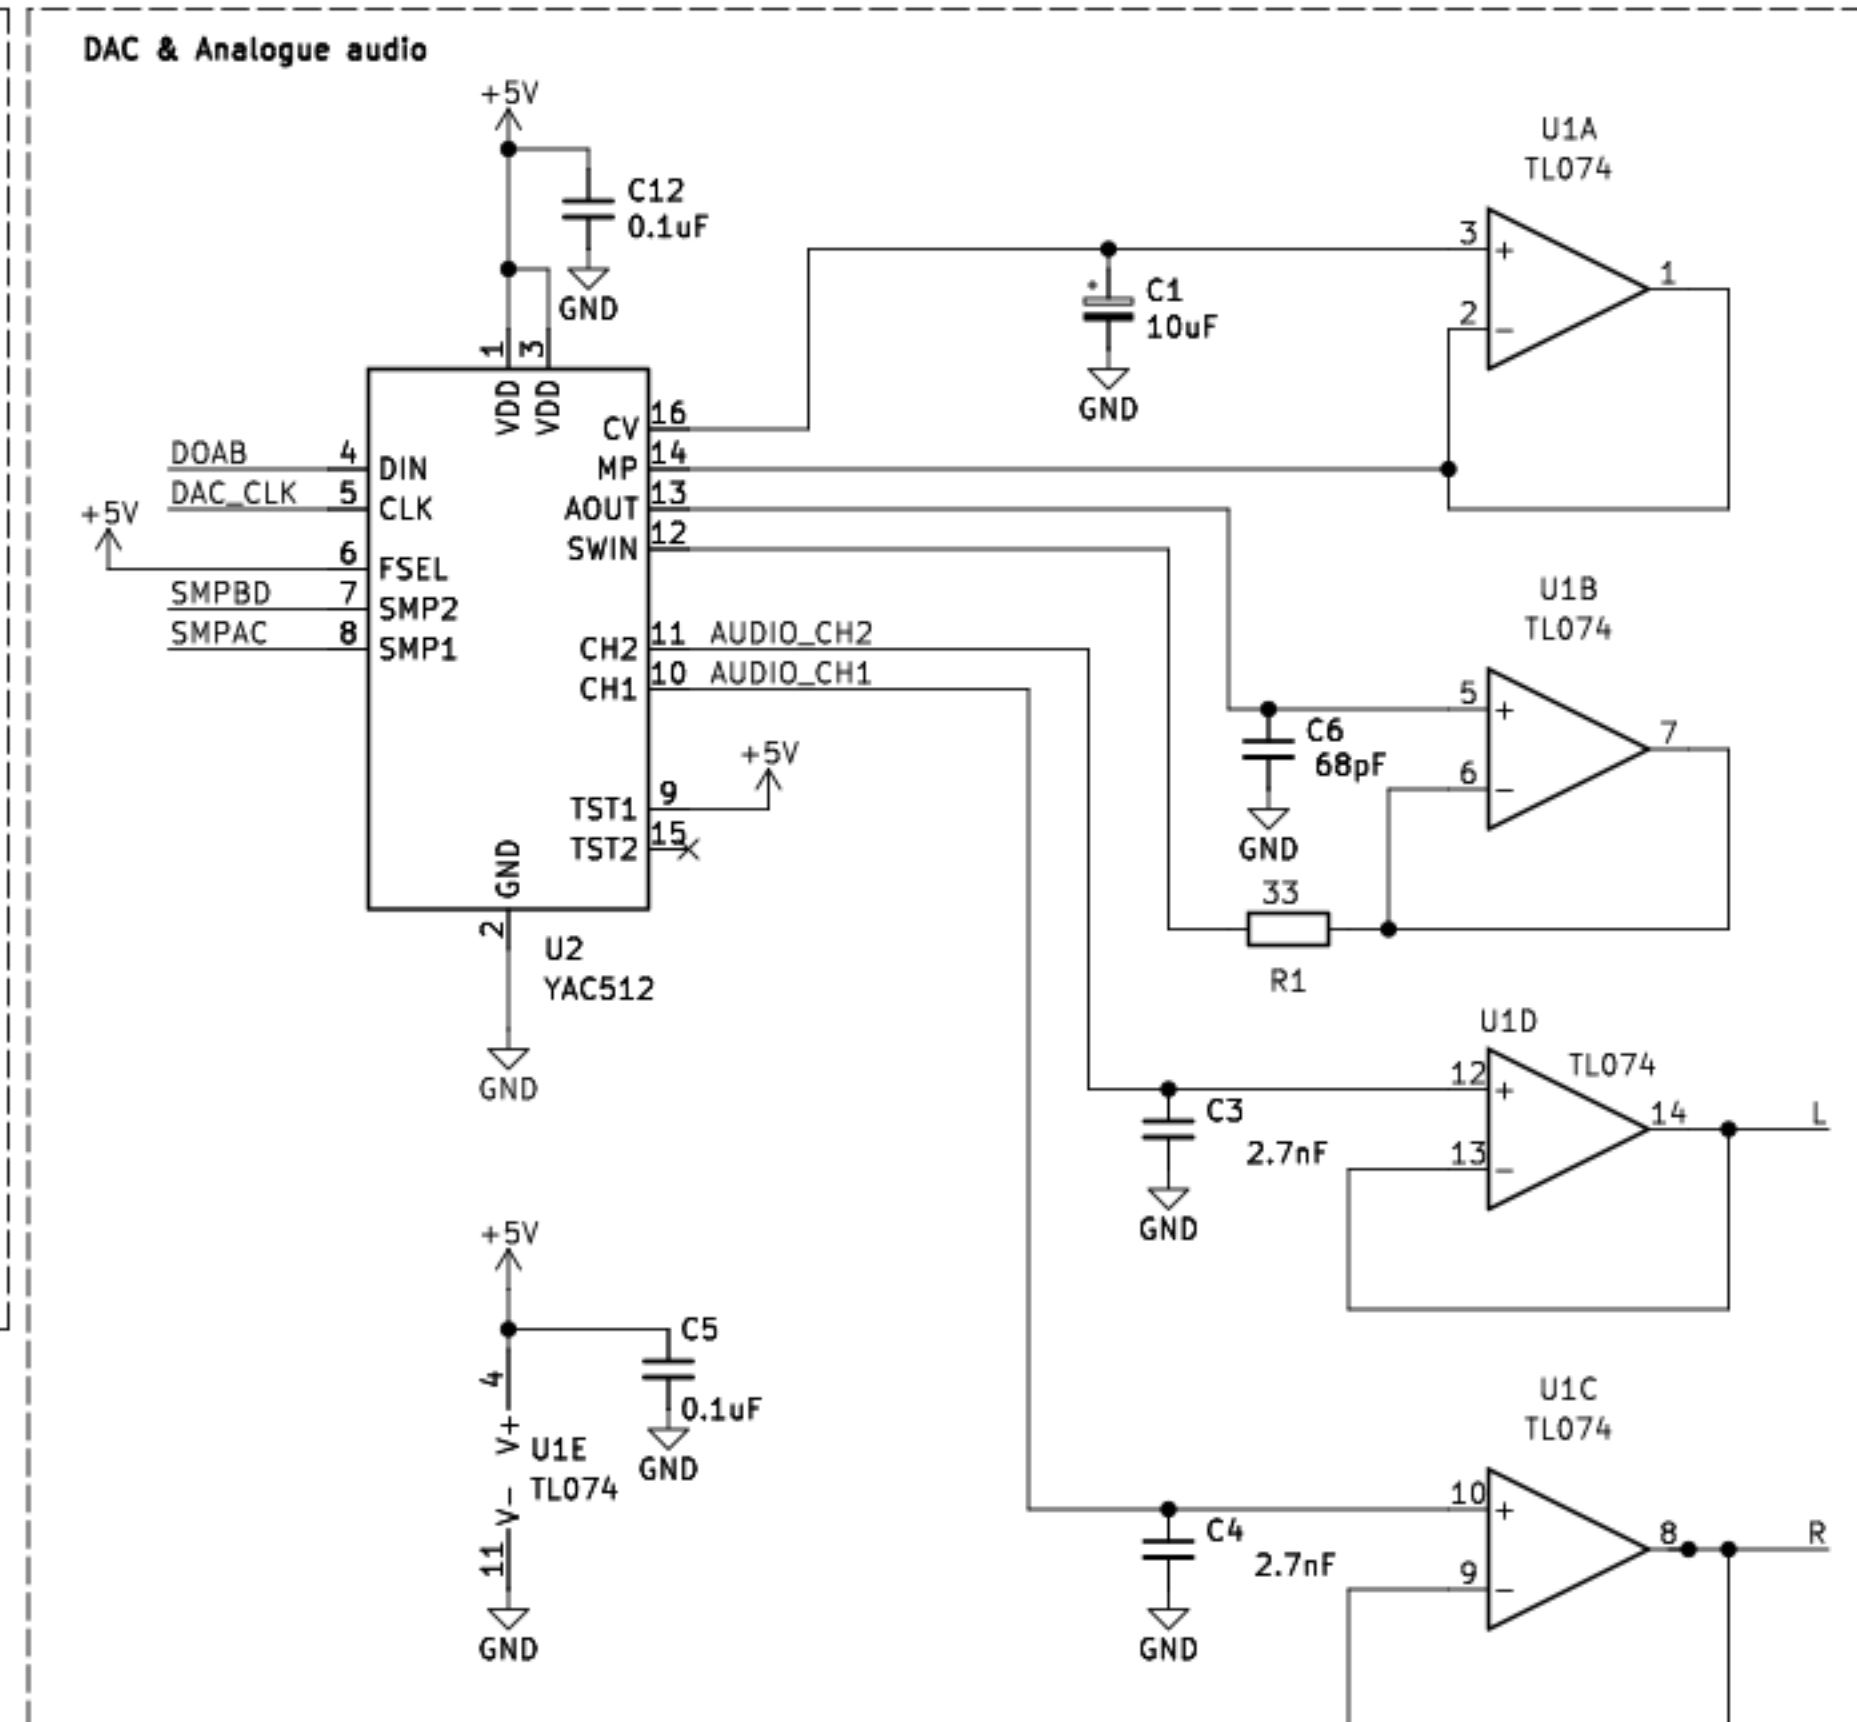 DAC & Analogue audio
+5V
C12
0.1uF
GND
1
3
VDD
VDD
CV
16
MP
14
AOUT
13
SWIN
12
CH2
11
AUDIO_CH2
CH1
10
AUDIO_CH1
TST1
9
+5V
TST2
15
DOAB
4
DIN
DAC_CLK
5
CLK
+5V
6
FSEL
SMPBD
7
SMP2
SMPAC
8
SMP1
GND
2
U2
YAC512
GND
U1A
TL074
3
+
2
−
1
C1
10uF
GND
U1B
TL074
5
+
6
−
7
C6
68pF
GND
33
R1
U1D
TL074
12
+
13
−
14
L
C3
2.7nF
GND
+5V
C5
0.1uF
GND
4
V+
U1E
TL074
V-
11
GND
U1C
TL074
10
+
9
−
8
R
C4
2.7nF
GND